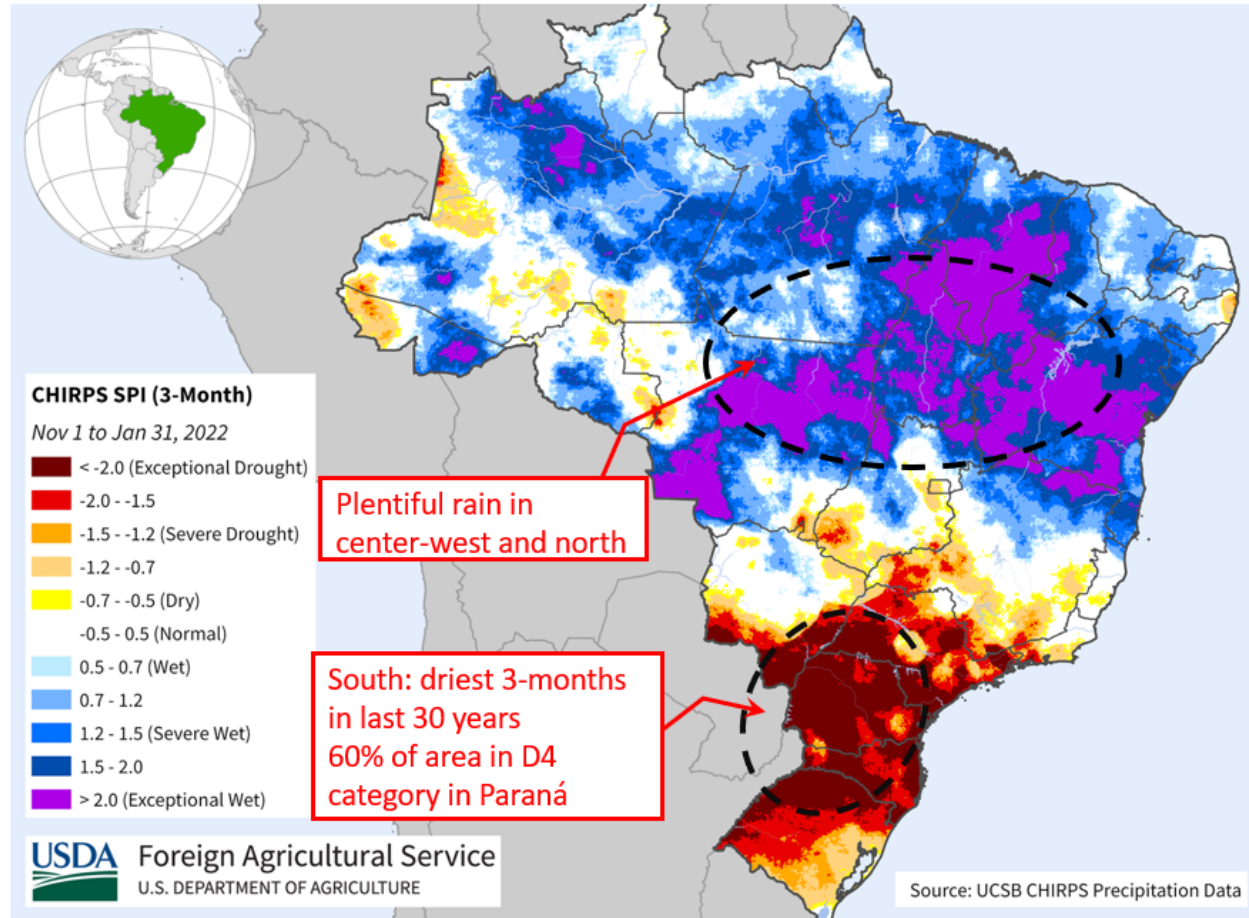 CHIRPS SPI (3-Month)
Nov 1 to Jan 31, 2022
< -2.0 (Exceptional Drought)
-2.0 - -1.5
-1.5 - -1.2 (Severe Drought)
-1.2 - -0.7
-0.7 - -0.5 (Dry)
-0.5 - 0.5 (Normal)
0.5 - 0.7 (Wet)
0.7 - 1.2
1.2 - 1.5 (Severe Wet)
1.5 - 2.0
> 2.0 (Exceptional Wet)
Plentiful rain in
center-west and north
South: driest 3-months
in last 30 years
60% of area in D4
category in Paraná
USDA Foreign Agricultural Service
U.S. DEPARTMENT OF AGRICULTURE
Source: UCSB CHIRPS Precipitation Data